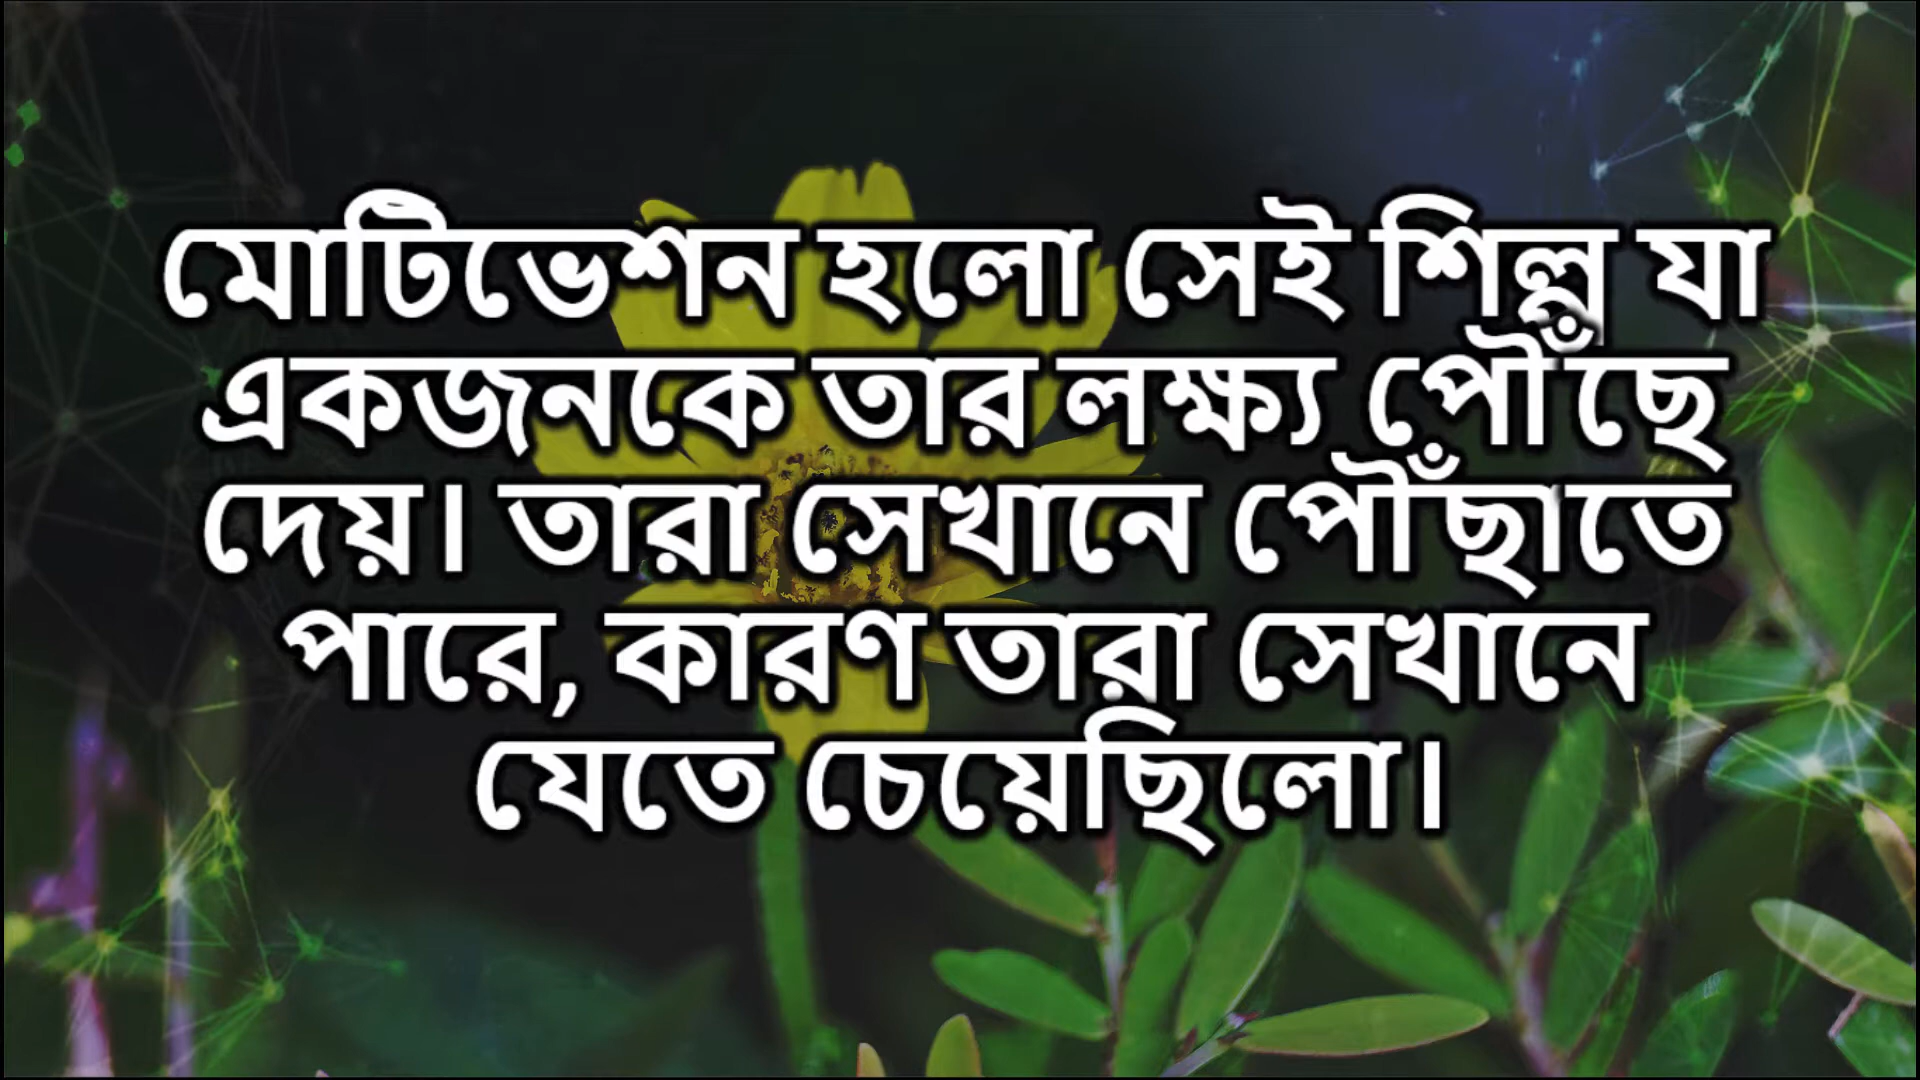 মোটিভেশন হলো সেই শিল্প যা
একজনকে তার লক্ষ্য পৌঁছে
দেয়। তারা সেখানে পৌঁছাতে
পারে, কারণ তারা সেখানে
যেতে চেয়েছিলো।